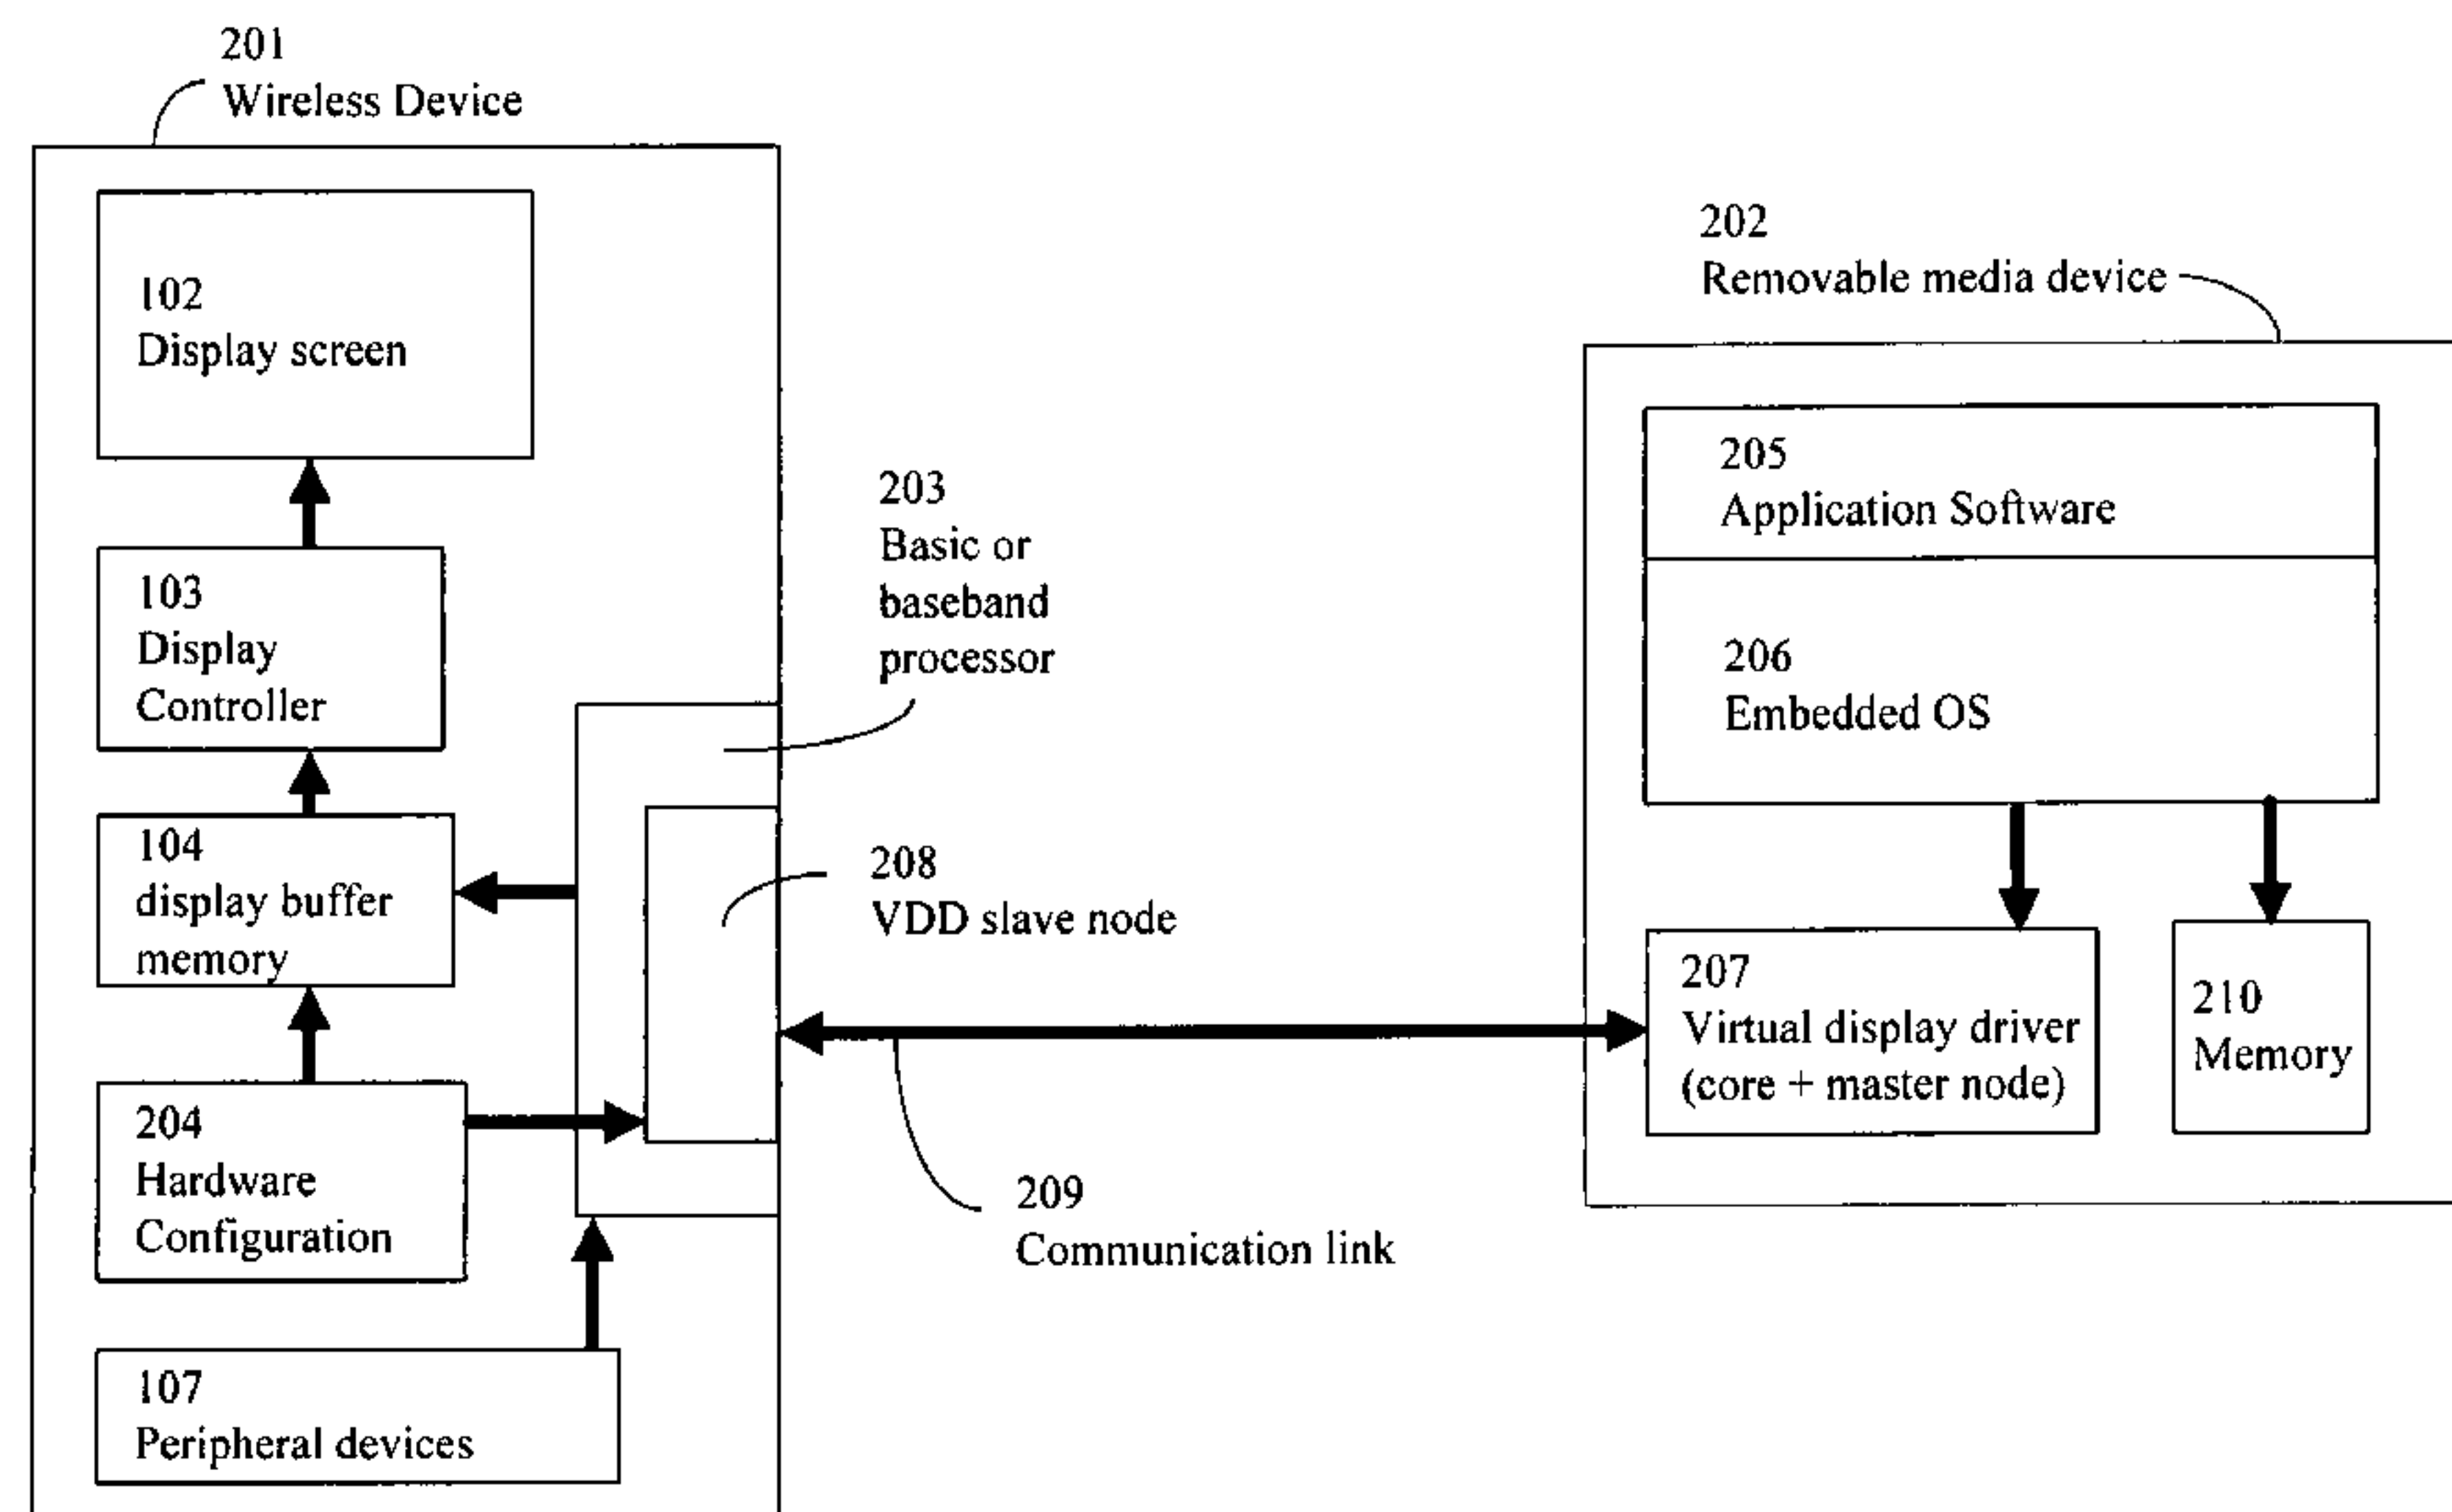 201
Wireless Device
102
Display screen
103
Display
Controller
104
display buffer
memory
204
Hardware
Configuration
107
Peripheral devices
203
Basic or
baseband
processor
208
VDD slave node
209
Communication link
202
Removable media device
205
Application Software
206
Embedded OS
207
Virtual display driver
(core + master node)
210
Memory